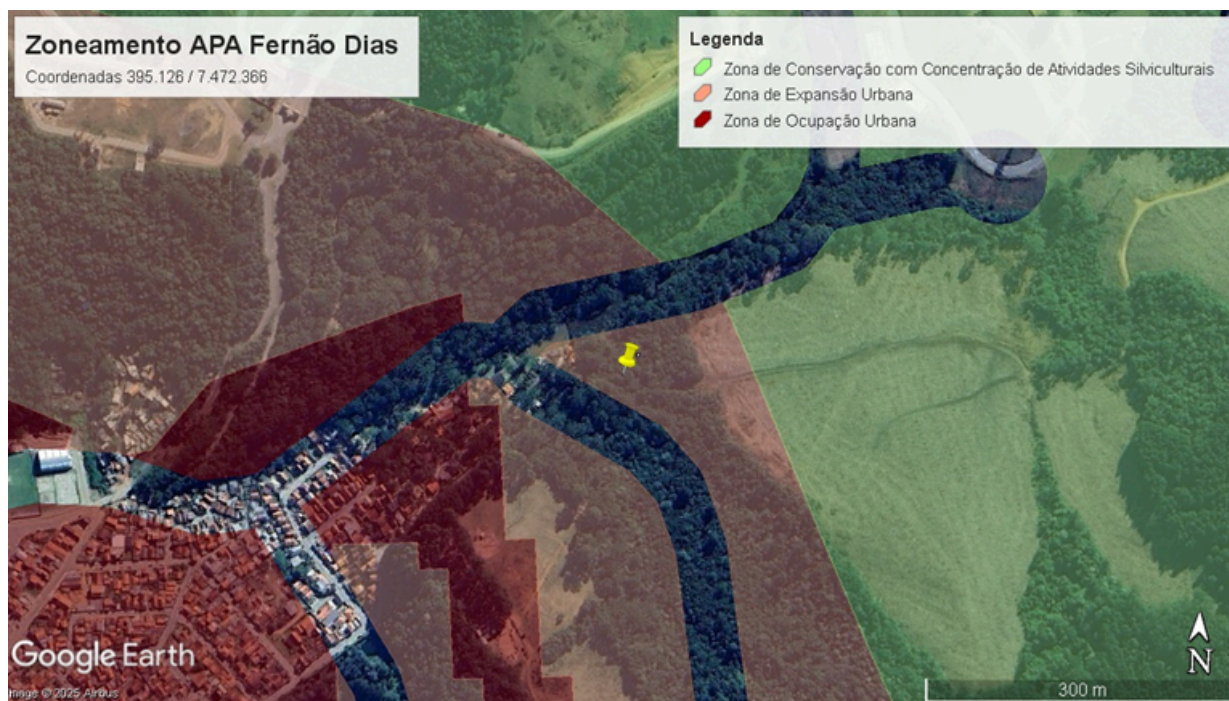 Zoneamento APA Fernão Dias
Coordenadas 395.126 / 7.472.366
Legenda
Zona de Conservação com Concentração de Atividades Silviculturais
Zona de Expansão Urbana
Zona de Ocupação Urbana
Google Earth
Image © 2025 Airbus
N
300 m